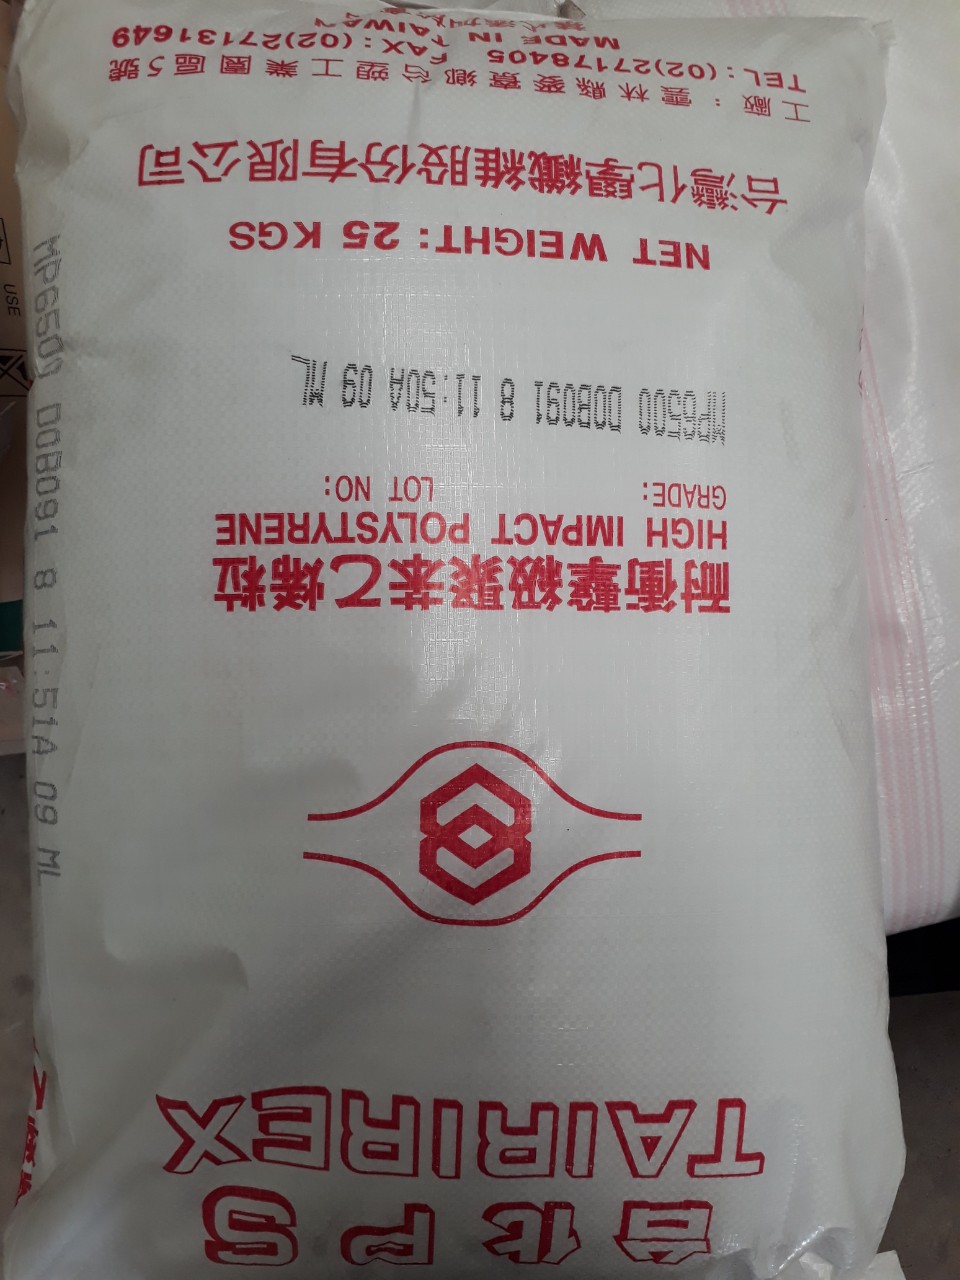 台化PS
TAIRIREX
耐衝擊級聚苯乙烯粒
HIGH IMPACT POLYSTYRENE
GRADE: LOT NO:
MP6500 D0B091 8 11:50A 09 ML
NET WEIGHT: 25 KGS
台灣化學纖維股份有限公司
工廠：雲林縣麥寮鄉台塑工業園區5號
TEL:(02)27178405 FAX:(02)27131649
MADE IN TAIWAN
MP6500 D0B091 8 11:51A 09 ML
USE